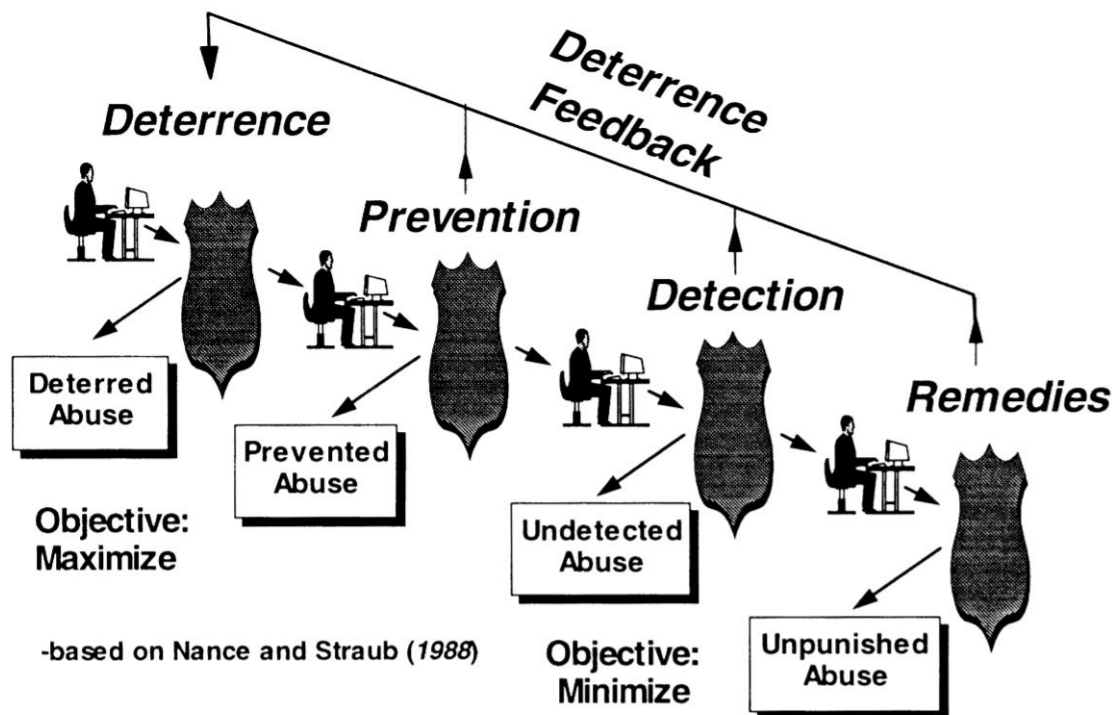 Deterrence
Feedback
Deterrence
Prevention
Detection
Remedies
Deterred
Abuse
Prevented
Abuse
Undetected
Abuse
Unpunished
Abuse
Objective:
Maximize
Objective:
Minimize
-based on Nance and Straub (1988)